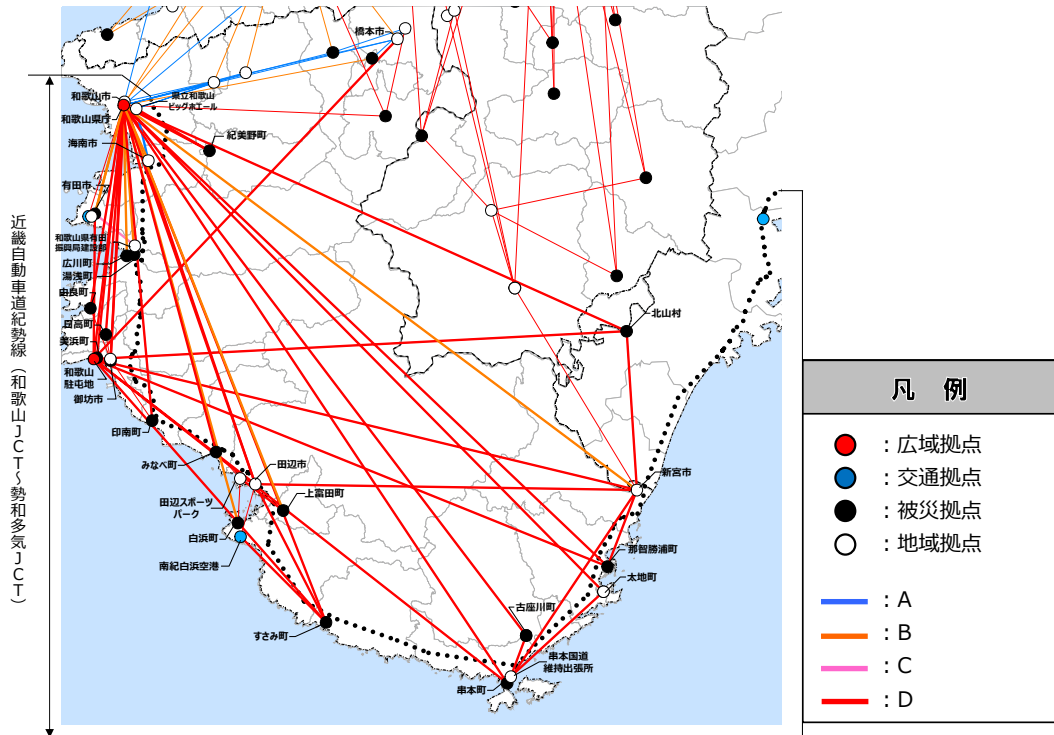 橋本市
和歌山市
県立和歌山
ビッグホエール
和歌山県庁
紀美野町
海南市
有田市
和歌山県有田
振興局建設部
広川町
湯浅町
由良町
日高町
美浜町
和歌山
駐屯地
御坊市
印南町
みなべ町
田辺市
田辺スポーツ
パーク
上富田町
白浜町
南紀白浜空港
すさみ町
北山村
新宮市
那智勝浦町
太地町
古座川町
串本国道
維持出張所
串本町
近畿自動車道紀勢線（和歌山JCT～勢和多気JCT）
凡 例
：広域拠点
：交通拠点
：被災拠点
：地域拠点
：A
：B
：C
：D